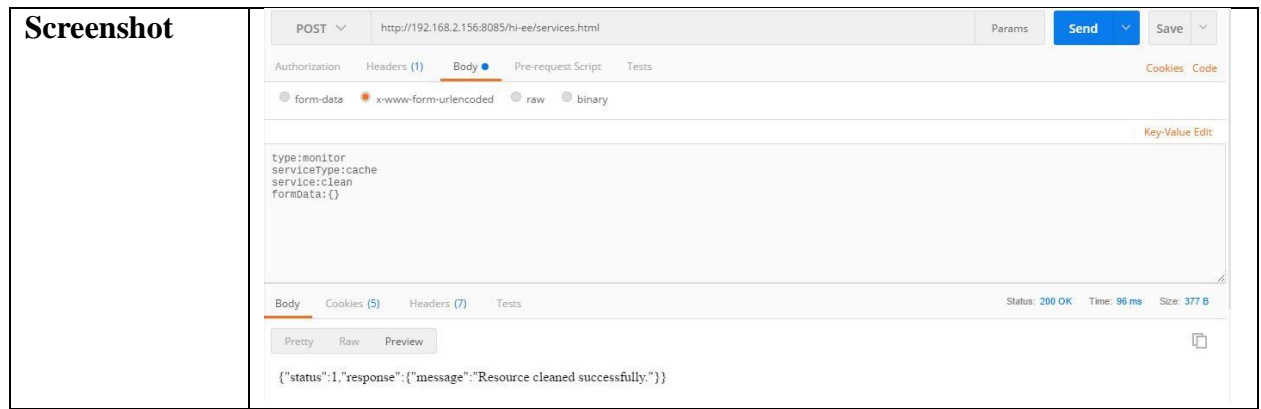 Screenshot
POST http://192.168.2.156:8085/hi-ee/services.html Params Send Save
Authorization Headers (1) Body Pre-request Script Tests Cookies Code
form-data x-www-form-urlencoded raw binary
Key-Value Edit
type:monitor
serviceType:cache
service:clean
formData:{}
Body Cookies (5) Headers (7) Tests Status: 200 OK Time: 96 ms Size: 377 B
Pretty Raw Preview
{"status":1,"response":{"message":"Resource cleaned successfully."}}